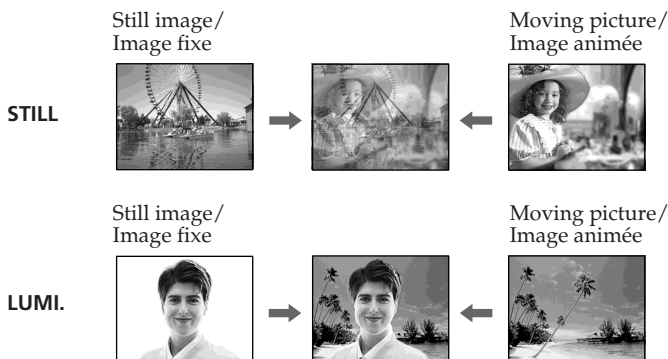 Still image/
Image fixe
Moving picture/
Image animée
STILL
Still image/
Image fixe
Moving picture/
Image animée
LUMI.